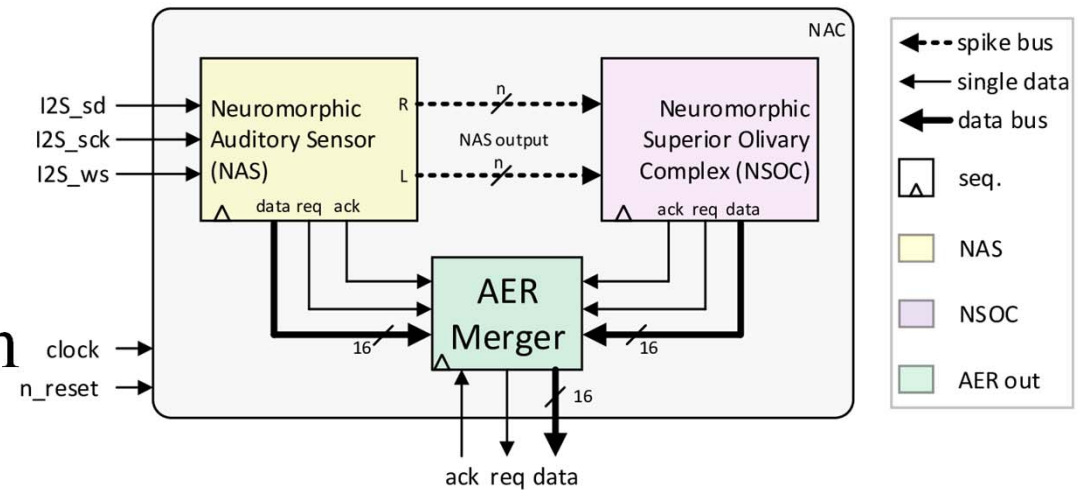 NAC
I2S_sd
I2S_sck
I2S_ws
Neuromorphic
Auditory Sensor
(NAS)
R
L
data req ack
n
NAS output
n
Neuromorphic
Superior Olivary
Complex (NSOC)
ack req data
AER
Merger
16
16
16
n
clock
n_reset
ack req data
spike bus
single data
data bus
seq.
NAS
NSOC
AER out